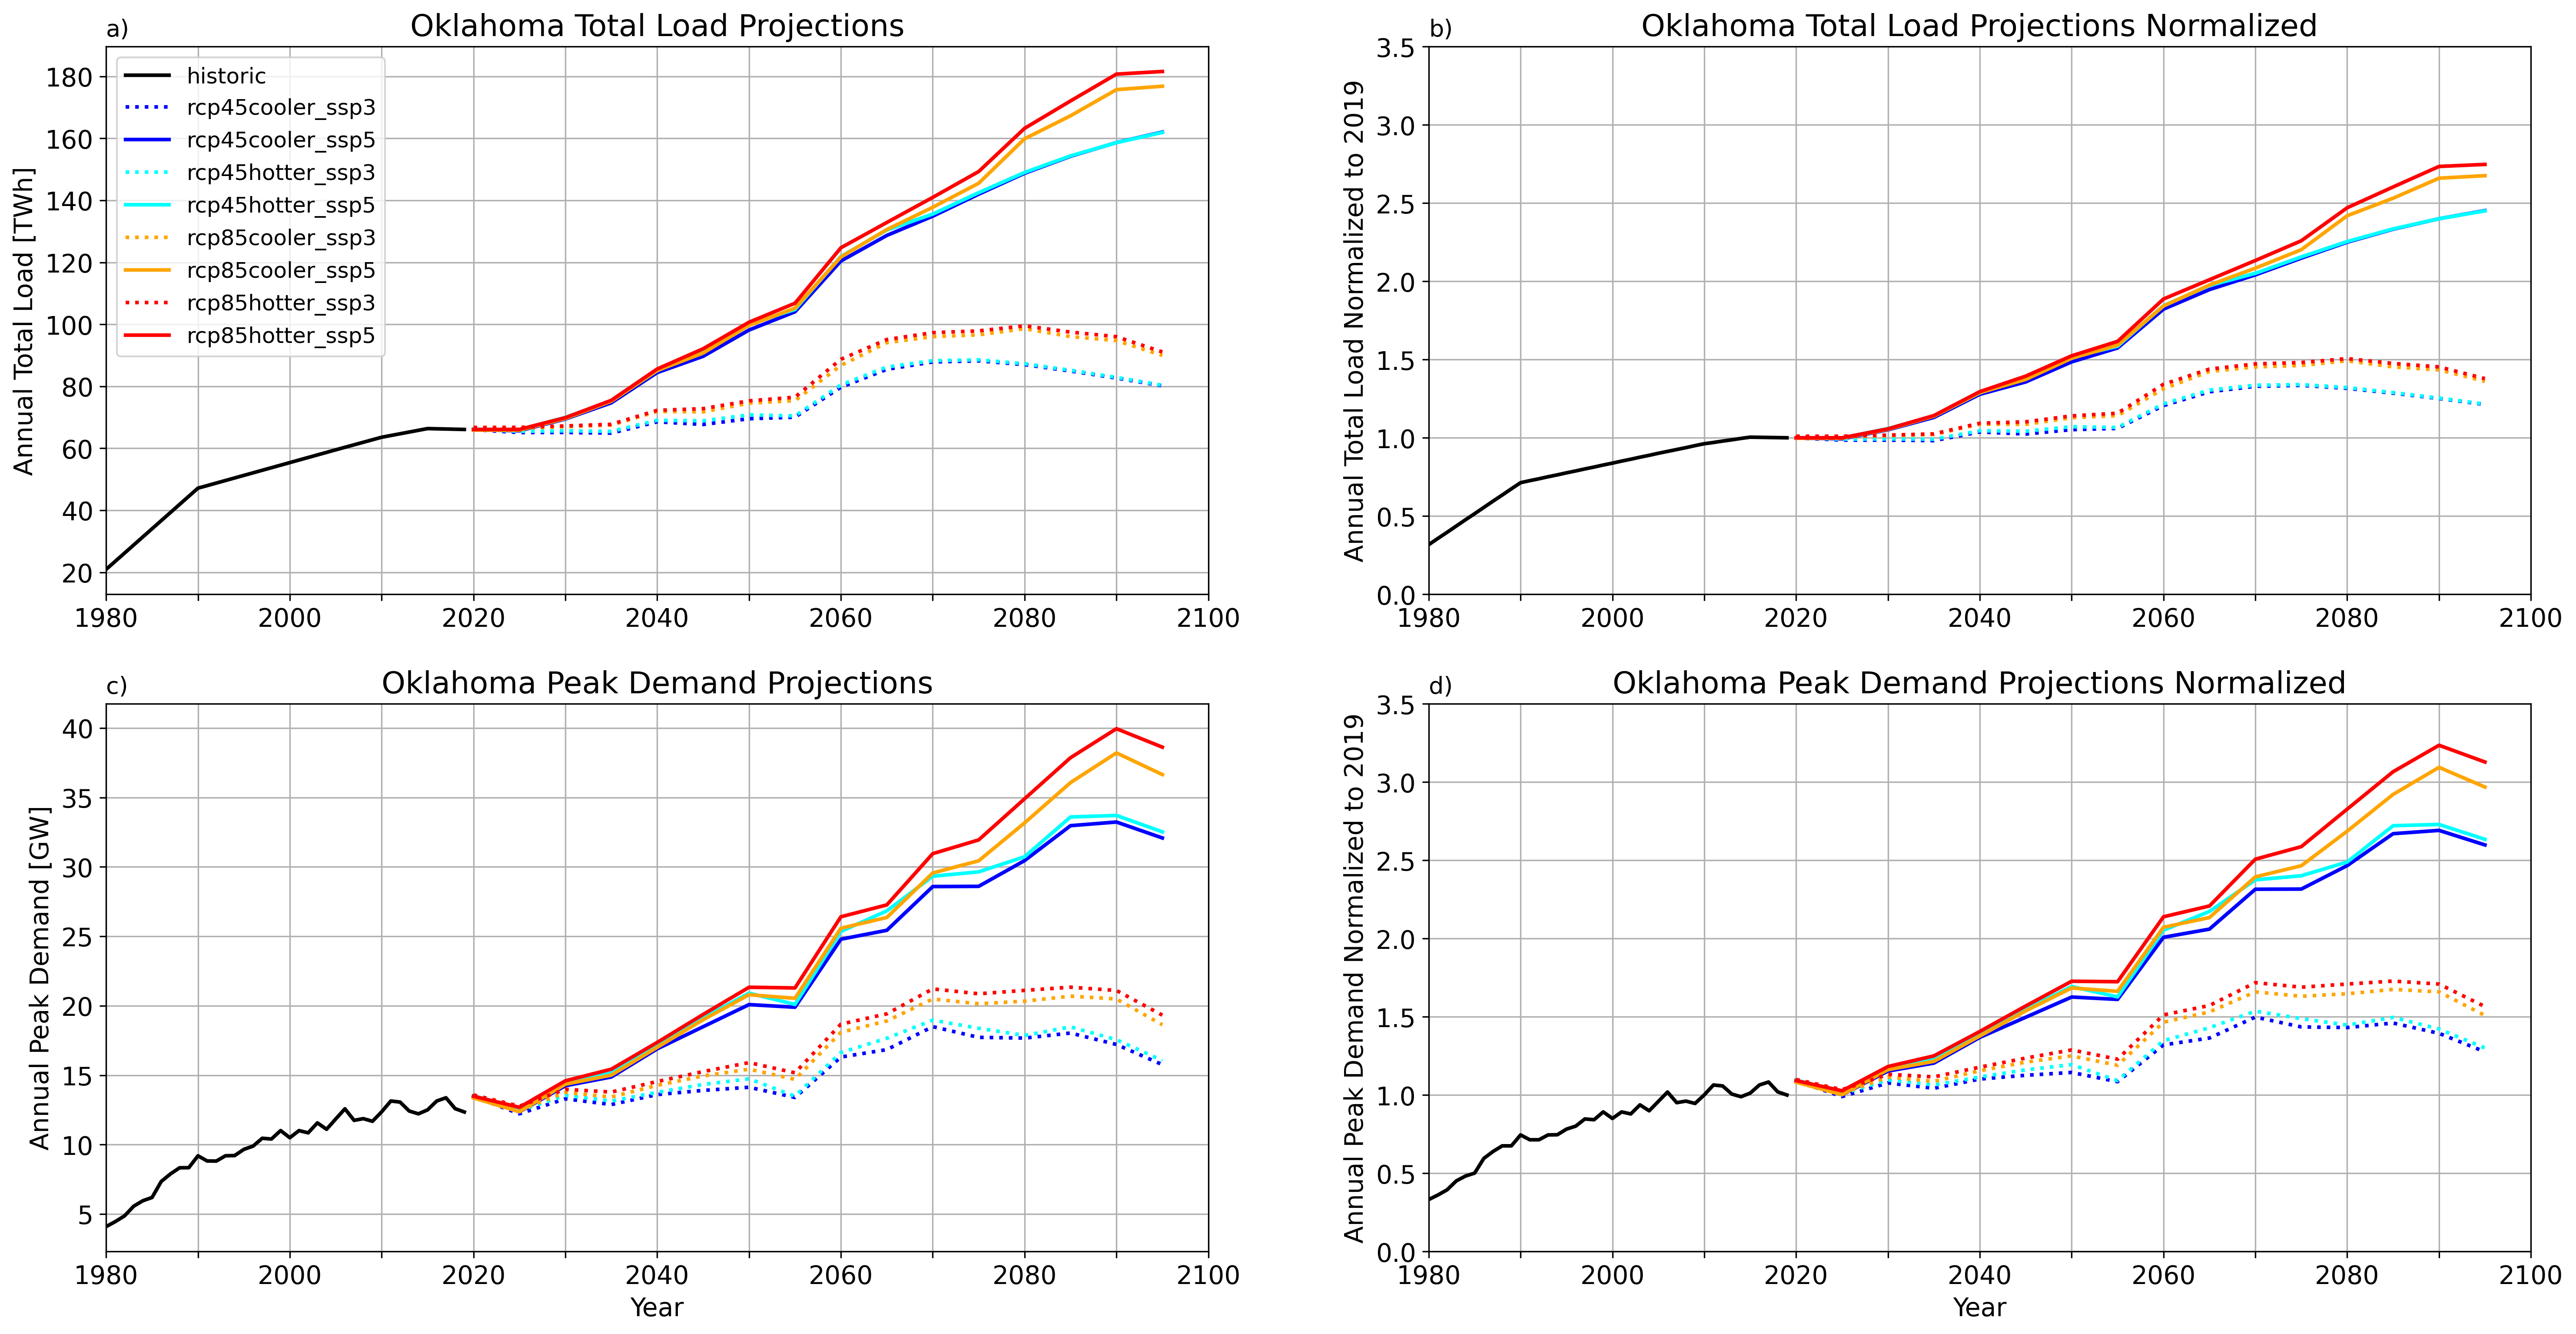 a)
Oklahoma Total Load Projections
Annual Total Load [TWh]
180
160
140
120
100
80
60
40
20
historic
rcp45cooler_ssp3
rcp45cooler_ssp5
rcp45hotter_ssp3
rcp45hotter_ssp5
rcp85cooler_ssp3
rcp85cooler_ssp5
rcp85hotter_ssp3
rcp85hotter_ssp5
1980 2000 2020 2040 2060 2080 2100
b)
Oklahoma Total Load Projections Normalized
Annual Total Load Normalized to 2019
3.5
3.0
2.5
2.0
1.5
1.0
0.5
0.0
1980 2000 2020 2040 2060 2080 2100
c)
Oklahoma Peak Demand Projections
Annual Peak Demand [GW]
40
35
30
25
20
15
10
5
1980 2000 2020 2040 2060 2080 2100
Year
d)
Oklahoma Peak Demand Projections Normalized
Annual Peak Demand Normalized to 2019
3.5
3.0
2.5
2.0
1.5
1.0
0.5
0.0
1980 2000 2020 2040 2060 2080 2100
Year